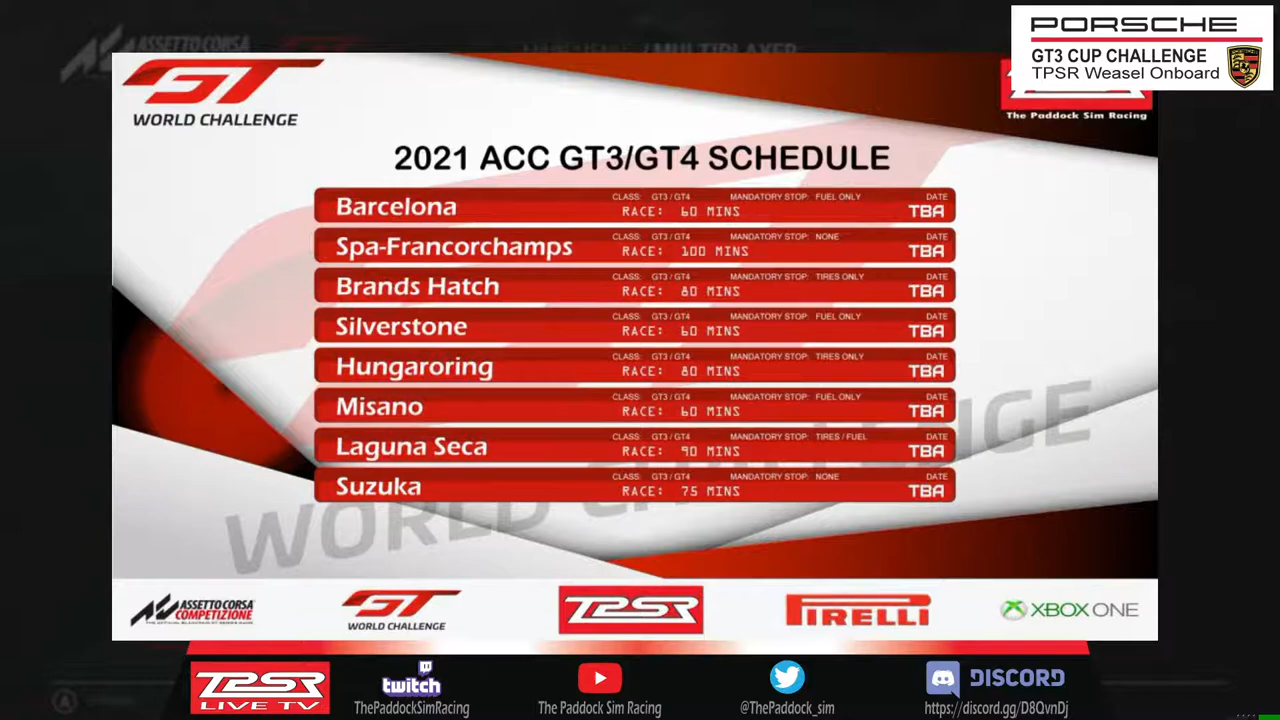 PORSCHE
GT3 CUP CHALLENGE
TPSR Weasel Onboard
ASSETTO CORSA
GT
WORLD CHALLENGE
The Paddock Sim Racing
2021 ACC GT3/GT4 SCHEDULE
Barcelona CLASS: GT3 / GT4 MANDATORY STOP: FUEL ONLY DATE
RACE: 60 MINS TBA
Spa-Francorchamps CLASS: GT3 / GT4 MANDATORY STOP: NONE DATE
RACE: 100 MINS TBA
Brands Hatch CLASS: GT3 / GT4 MANDATORY STOP: TIRES ONLY DATE
RACE: 80 MINS TBA
Silverstone CLASS: GT3 / GT4 MANDATORY STOP: FUEL ONLY DATE
RACE: 60 MINS TBA
Hungaroring CLASS: GT3 / GT4 MANDATORY STOP: TIRES ONLY DATE
RACE: 80 MINS TBA
Misano CLASS: GT3 / GT4 MANDATORY STOP: FUEL ONLY DATE
RACE: 60 MINS TBA
Laguna Seca CLASS: GT3 / GT4 MANDATORY STOP: TIRES / FUEL DATE
RACE: 90 MINS TBA
Suzuka CLASS: GT3 / GT4 MANDATORY STOP: NONE DATE
RACE: 75 MINS TBA
WORLD CHALLENGE
ASSETTO CORSA
COMPETIZIONE
GT
WORLD CHALLENGE
TPSR
PIRELLI
XBOX ONE
TPSR
LIVE TV
twitch
ThePaddockSimRacing
The Paddock Sim Racing
@ThePaddock_sim
DISCORD
https://discord.gg/D8QvnDj